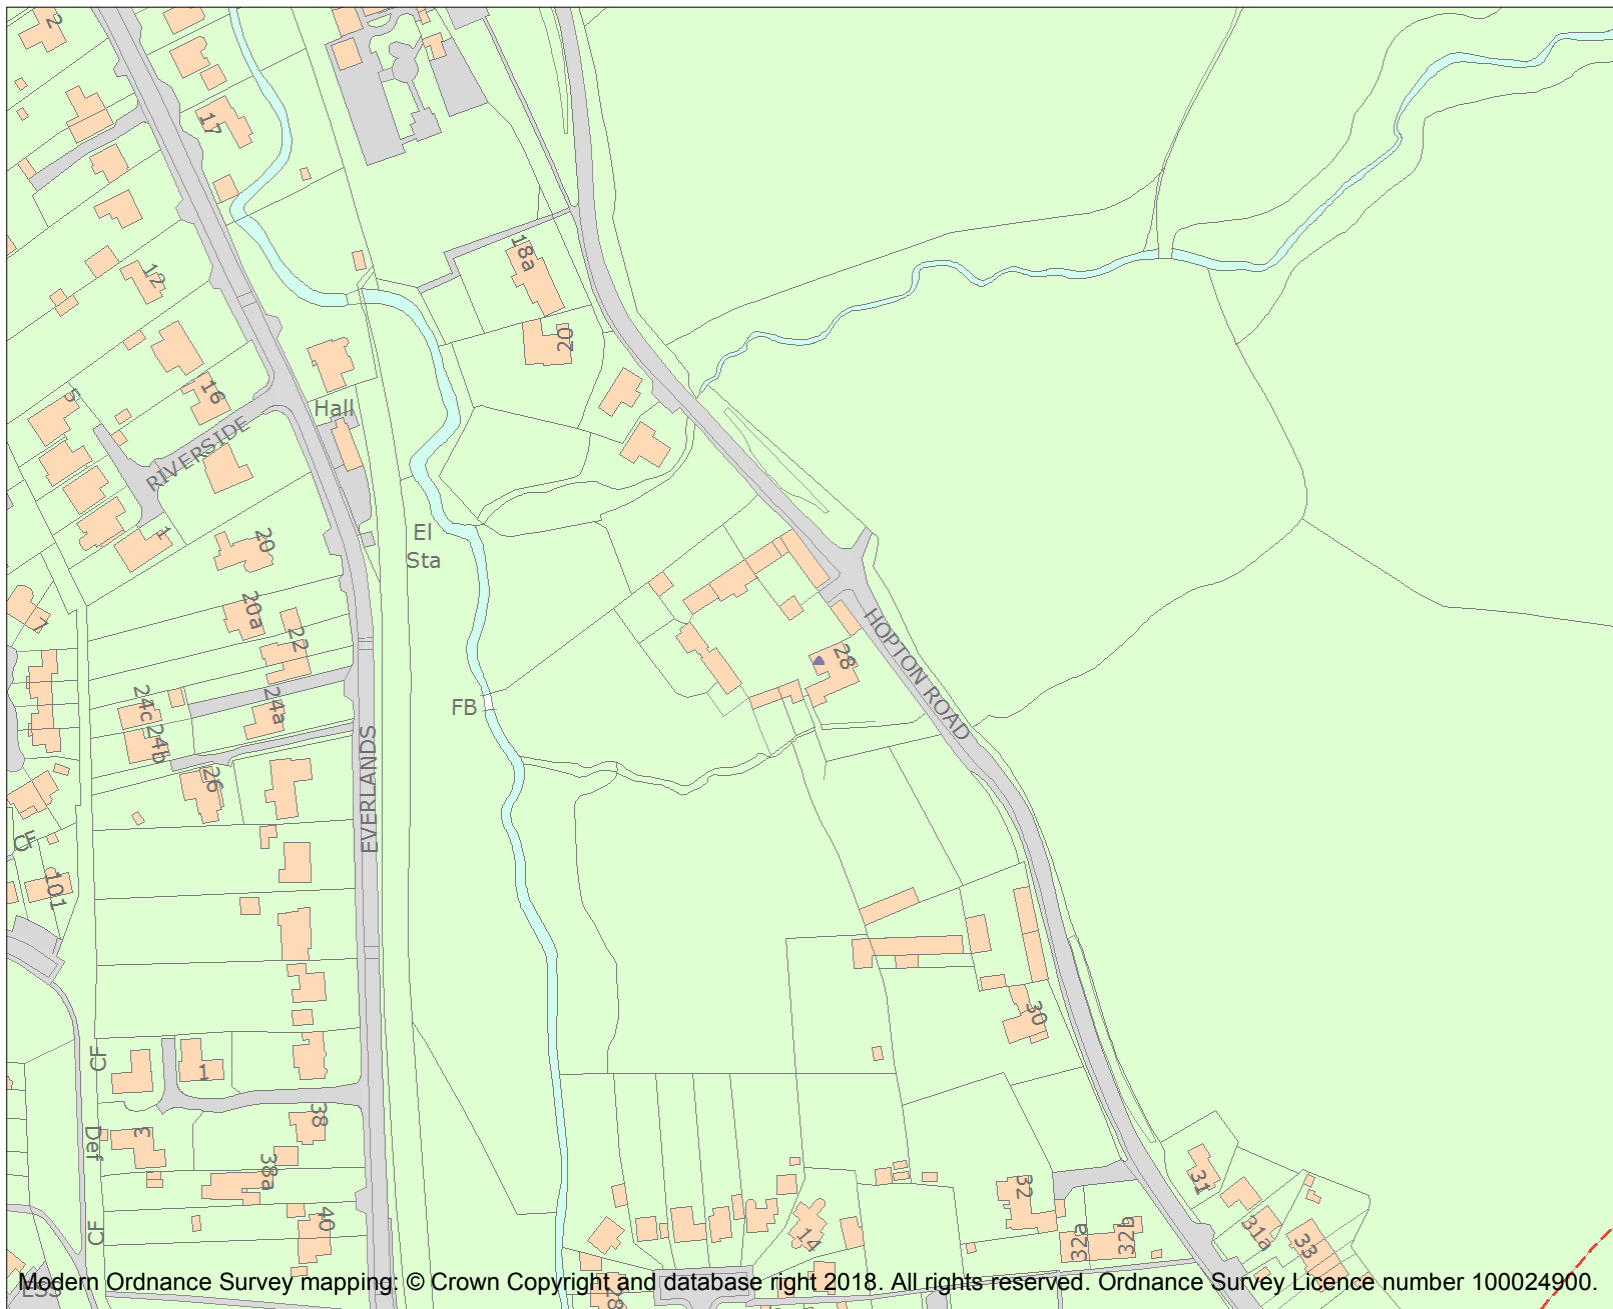 2
17
18a
12
20
16
5
Hall
RIVERSIDE
1
20
El
Sta
20a
7
22
28
HOPTON ROAD
24c
24a
FB
24b
EVERLANDS
26
CF
101
30
CF
1
38
3
Def
38a
31
32
40
CF
14
31a
32a
32b
33
Modern Ordnance Survey mapping: © Crown Copyright and database right 2018. All rights reserved. Ordnance Survey Licence number 100024900.
ESS
28